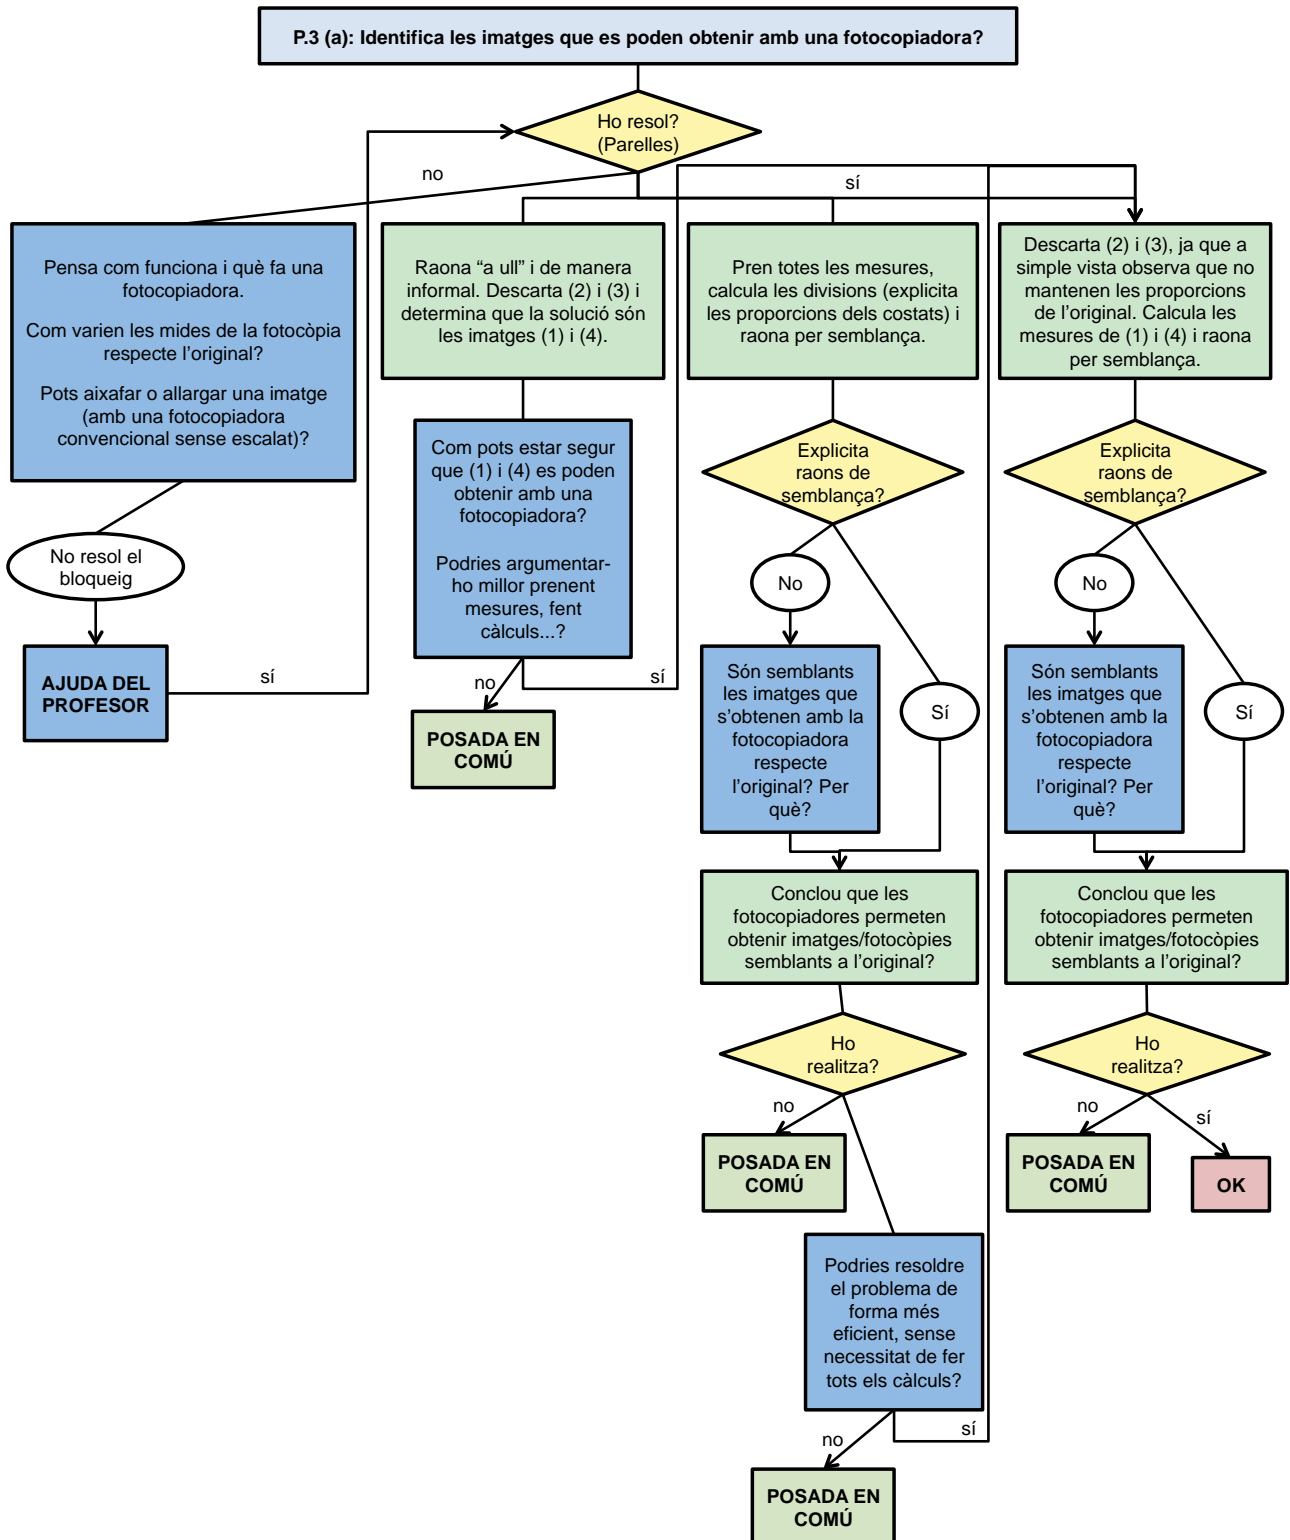 P.3 (a): Identifica les imatges que es poden obtenir amb una fotocopiadora?
Ho resol?
(Parelles)
no
sí
Pensa com funciona i què fa una
fotocopiadora.
Com varien les mides de la fotocòpia
respecte l’original?
Pots aixafar o allargar una imatge
(amb una fotocopiadora
convencional sense escalat)?
No resol el
bloqueig
AJUDA DEL
PROFESOR
sí
Raona “a ull” i de manera
informal. Descarta (2) i (3) i
determina que la solució són
les imatges (1) i (4).
Com pots estar segur
que (1) i (4) es poden
obtenir amb una
fotocopiadora?
Podries argumentar-
ho millor prenent
mesures, fent
càlculs...?
no
sí
POSADA EN
COMÚ
Pren totes les mesures,
calcula les divisions (explicita
les proporcions dels costats) i
raona per semblança.
Explicita
raons de
semblança?
No
Sí
Són semblants
les imatges que
s’obtenen amb la
fotocopiadora
respecte
l’original? Per
què?
Conclou que les
fotocopiadores permeten
obtenir imatges/fotocòpies
semblants a l’original?
Ho
realitza?
no
POSADA EN
COMÚ
Podries resoldre
el problema de
forma més
eficient, sense
necessitat de fer
tots els càlculs?
no
sí
POSADA EN
COMÚ
Descarta (2) i (3), ja que a
simple vista observa que no
mantenen les proporcions
de l’original. Calcula les
mesures de (1) i (4) i raona
per semblança.
Explicita
raons de
semblança?
No
Sí
Són semblants
les imatges que
s’obtenen amb la
fotocopiadora
respecte
l’original? Per
què?
Conclou que les
fotocopiadores permeten
obtenir imatges/fotocòpies
semblants a l’original?
Ho
realitza?
no
sí
POSADA EN
COMÚ
OK